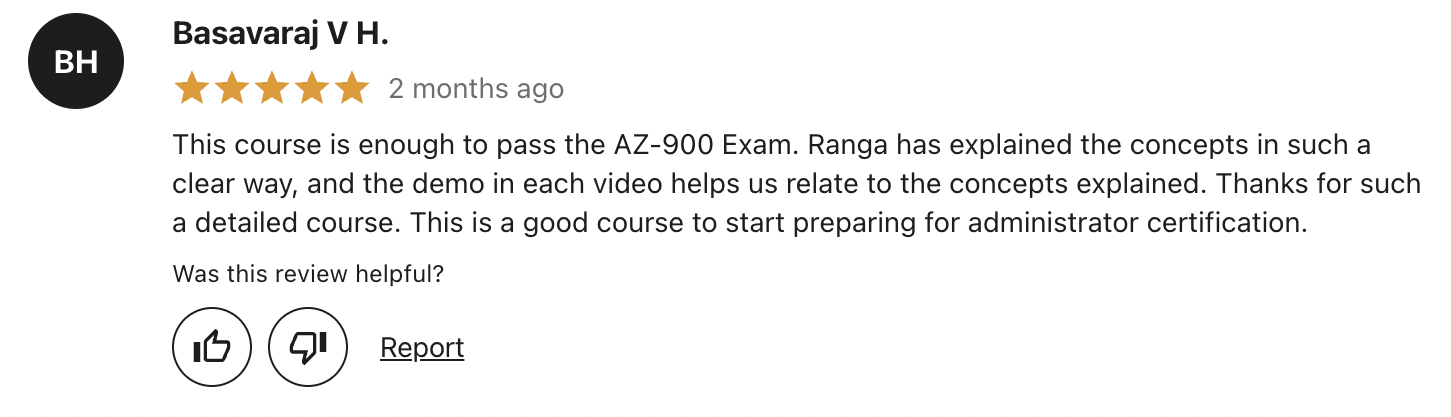 BH
Basavaraj V H.
2 months ago
This course is enough to pass the AZ-900 Exam. Ranga has explained the concepts in such a
clear way, and the demo in each video helps us relate to the concepts explained. Thanks for such
a detailed course. This is a good course to start preparing for administrator certification.
Was this review helpful?
Report